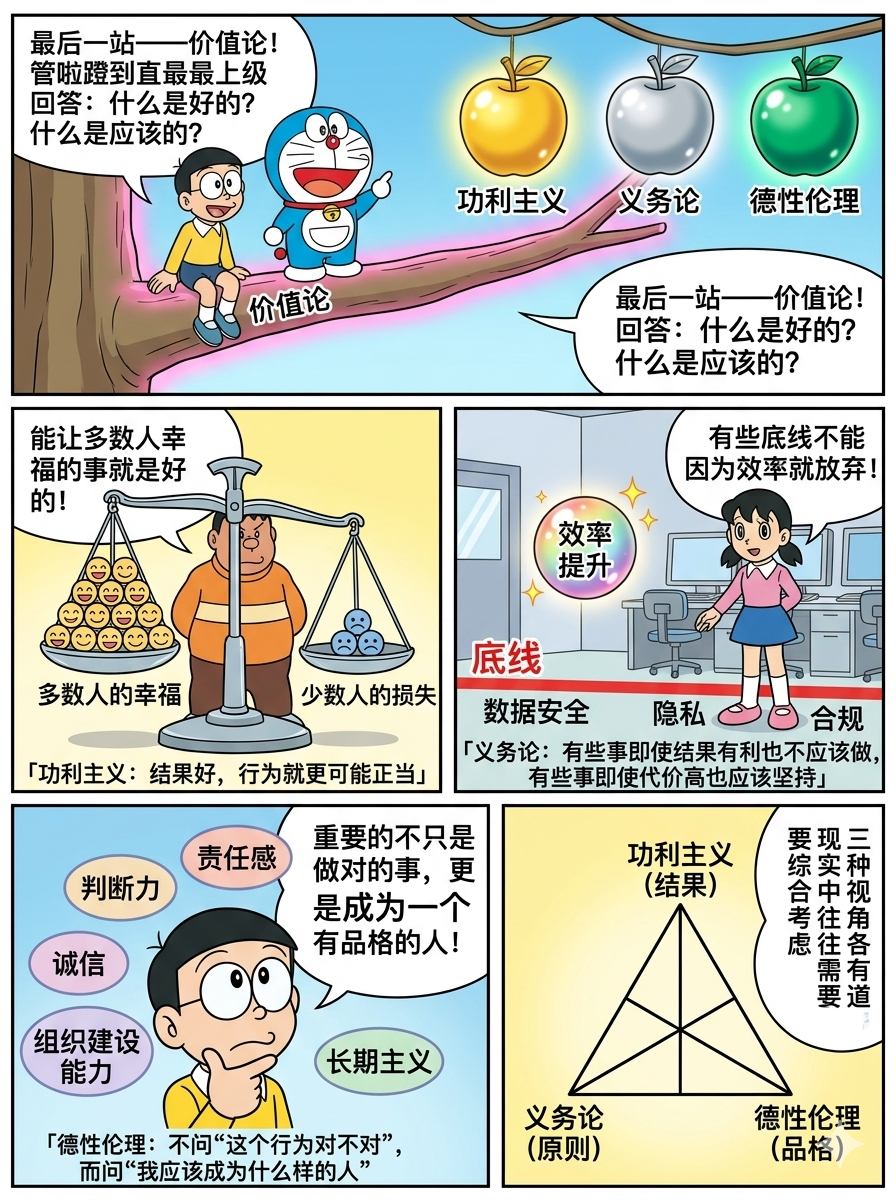 最后一站——价值论！
管啦蹬到直最最上级
回答：什么是好的？
什么是应该的？
功利主义
义务论
德性伦理
价值论
最后一站——价值论！
回答：什么是好的？
什么是应该的？
能让多数人幸
福的事就是好
的！
多数人的幸福
少数人的损失
「功利主义：结果好，行为就更可能正当」
有些底线不能
因为效率就放弃！
效率
提升
底线
数据安全
隐私
合规
「义务论：有些事即使结果有利也不应该做，
有些事即使代价高也应该坚持」
重要的不只是
做对的事，更
是成为一个
有品格的人！
责任感
判断力
诚信
组织建设
能力
长期主义
「德性伦理：不问“这个行为对不对”，
而问“我应该成为什么样的人”
三种视角各有道
现实中往往需要
要综合考虑
功利主义
（结果）
义务论
（原则）
德性伦理
（品格）